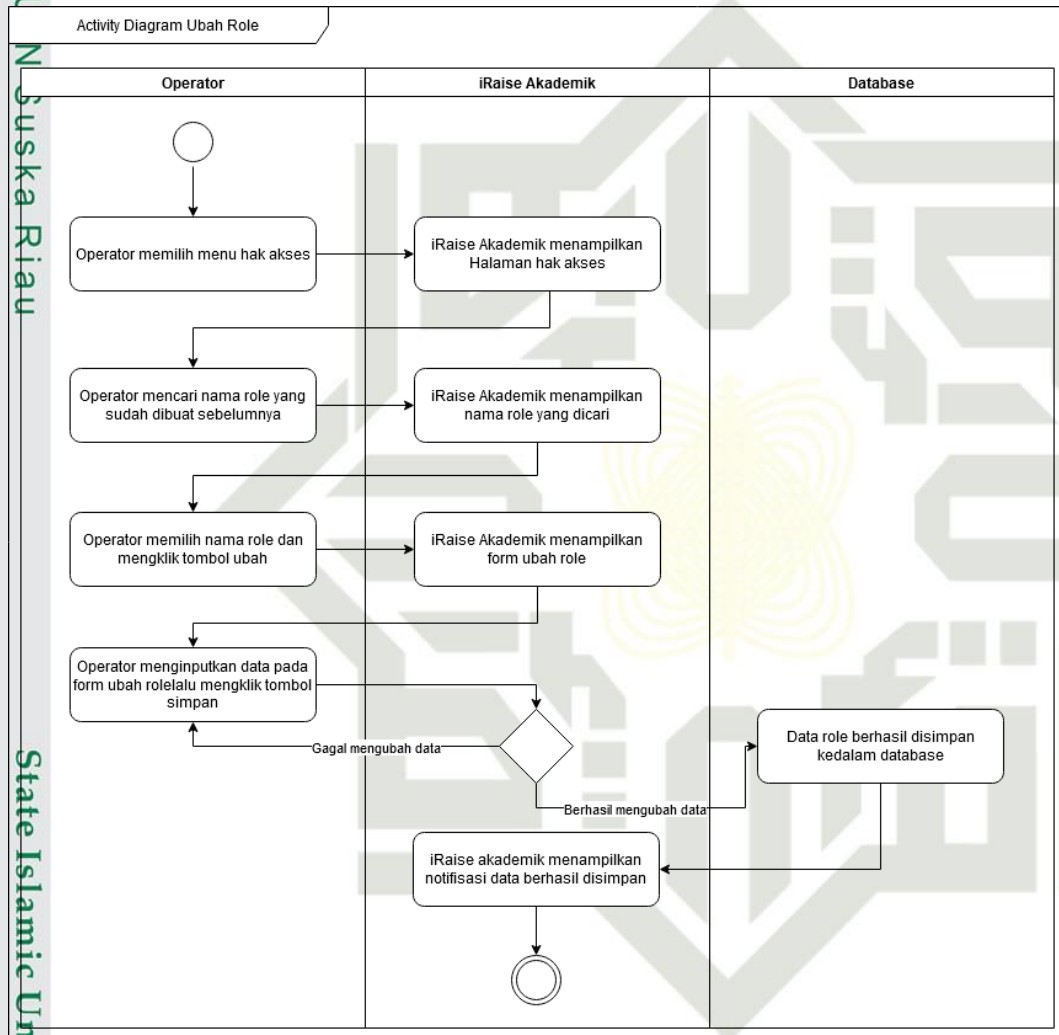 Activity Diagram Ubah Role
Operator
iRaise Akademik
Database
Operator memilih menu hak akses
iRaise Akademik menampilkan
Halaman hak akses
Operator mencari nama role yang
sudah dibuat sebelumnya
iRaise Akademik menampilkan
nama role yang dicari
Operator memilih nama role dan
mengklik tombol ubah
iRaise Akademik menampilkan
form ubah role
Operator menginputkan data pada
form ubah rolelalu mengklik tombol
simpan
Gagal mengubah data
Berhasil mengubah data
Data role berhasil disimpan
kedalam database
iRaise akademik menampilkan
notifisasi data berhasil disimpan
N Suska Riau
State Islamic Un